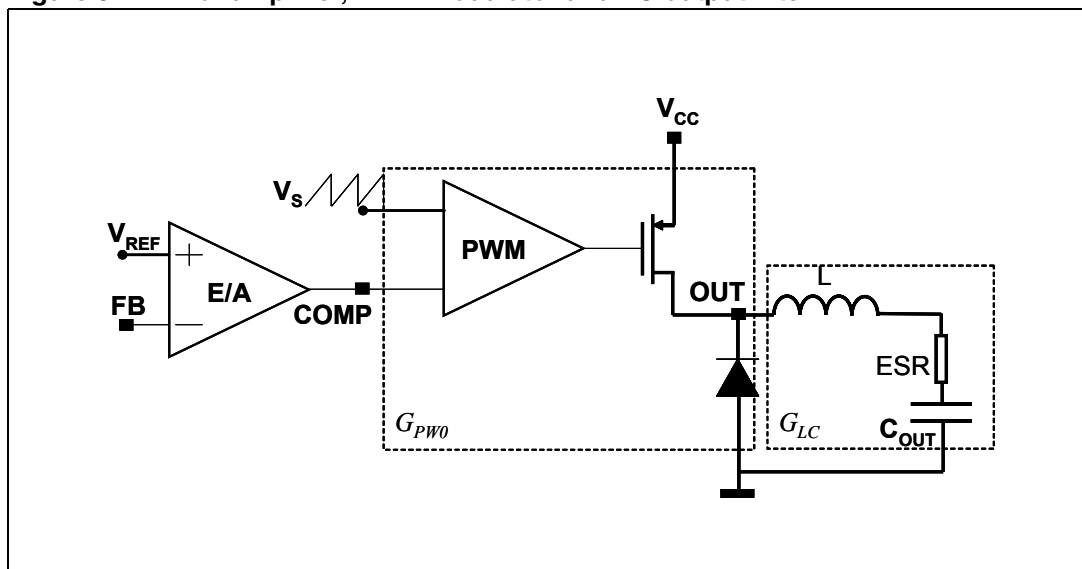 V_CC
V_S
V_REF
PWM
E/A
FB
COMP
OUT
L
ESR
C_OUT
G_PW0
G_LC